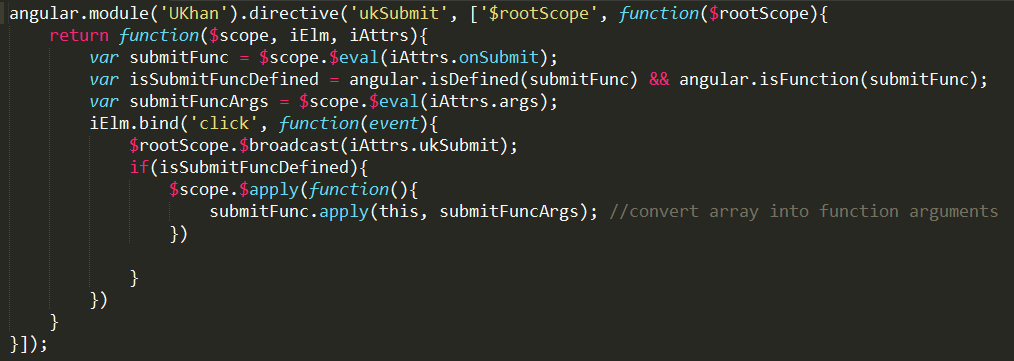 angular.module('UKhan').directive('ukSubmit', ['$rootScope', function($rootScope){
    return function($scope, iElm, iAttrs){
        var submitFunc = $scope.$eval(iAttrs.onSubmit);
        var isSubmitFuncDefined = angular.isDefined(submitFunc) && angular.isFunction(submitFunc);
        var submitFuncArgs = $scope.$eval(iAttrs.args);
        iElm.bind('click', function(event){
            $rootScope.$broadcast(iAttrs.ukSubmit);
            if(isSubmitFuncDefined){
                $scope.$apply(function(){
                    submitFunc.apply(this, submitFuncArgs); //convert array into function arguments
                })
            }
        })
    }
}]);